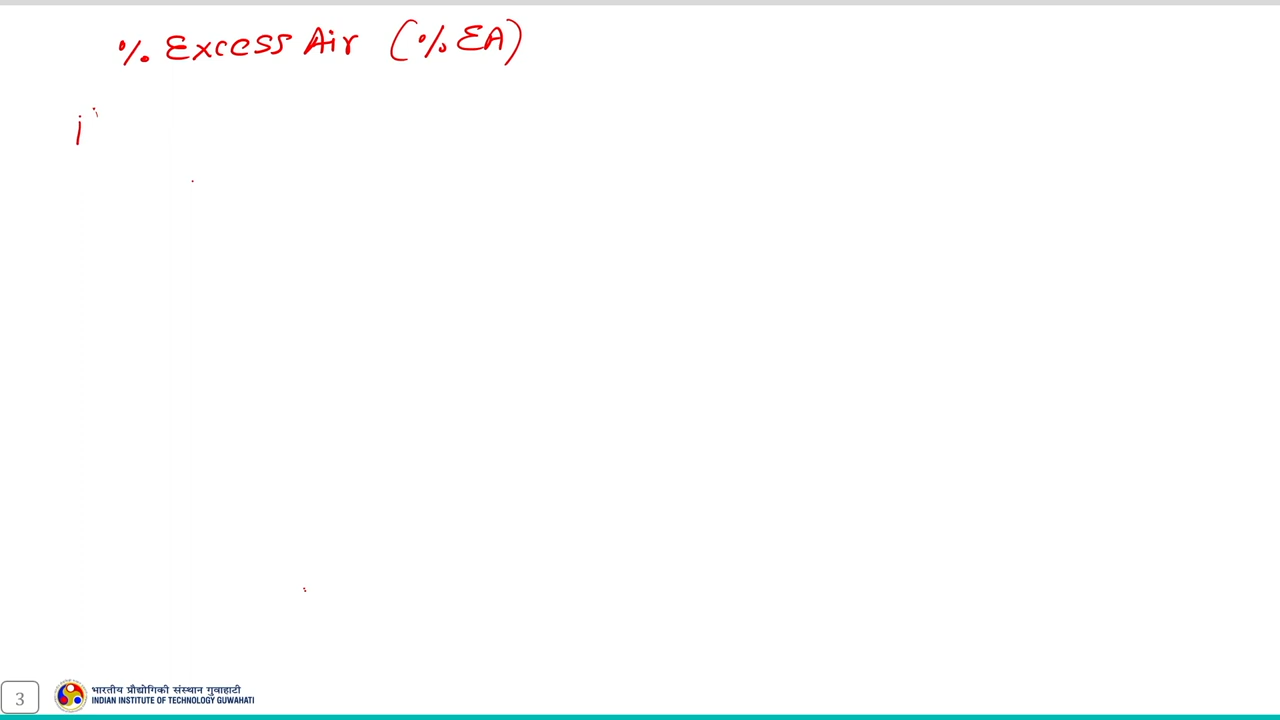 % Excess Air (% EA)
i
3
भारतीय प्रौद्योगिकी संस्थान गुवाहाटी
INDIAN INSTITUTE OF TECHNOLOGY GUWAHATI